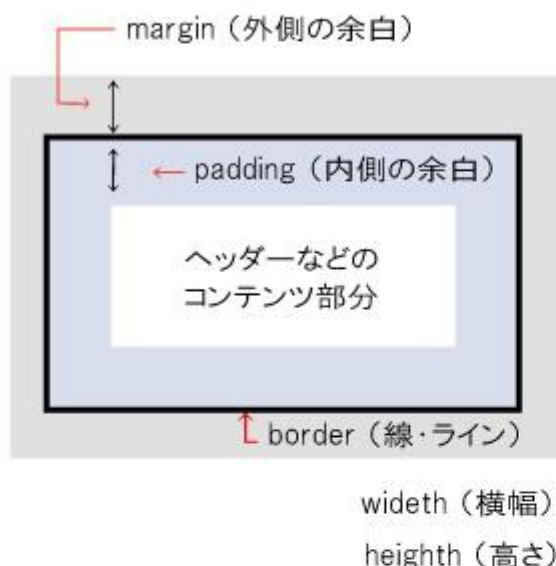 margin（外側の余白）
padding（内側の余白）
ヘッダーなどの
コンテンツ部分
border（線・ライン）
wideth（横幅）
heighth（高さ）